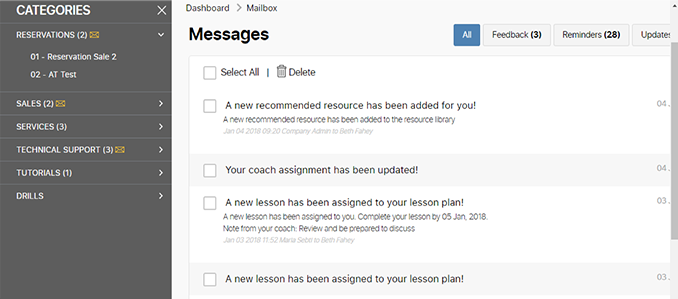 CATEGORIES
RESERVATIONS (2)
01 - Reservation Sale 2
02 - AT Test
SALES (2)
SERVICES (3)
TECHNICAL SUPPORT (3)
TUTORIALS (1)
DRILLS
Dashboard > Mailbox
Messages
All
Feedback (3)
Reminders (28)
Updates
Select All | Delete
A new recommended resource has been added for you!
04 .
A new recommended resource has been added to the resource library
Jan 04 2018 09:20 Company Admin to Beth Fahey
Your coach assignment has been updated!
04 .
A new lesson has been assigned to your lesson plan!
03 .
A new lesson has been assigned to you. Complete your lesson by 05 Jan, 2018.
Note from your coach: Review and be prepared to discuss
Jan 03 2018 11:52 Maria Sebti to Beth Fahey
A new lesson has been assigned to your lesson plan!
03 .